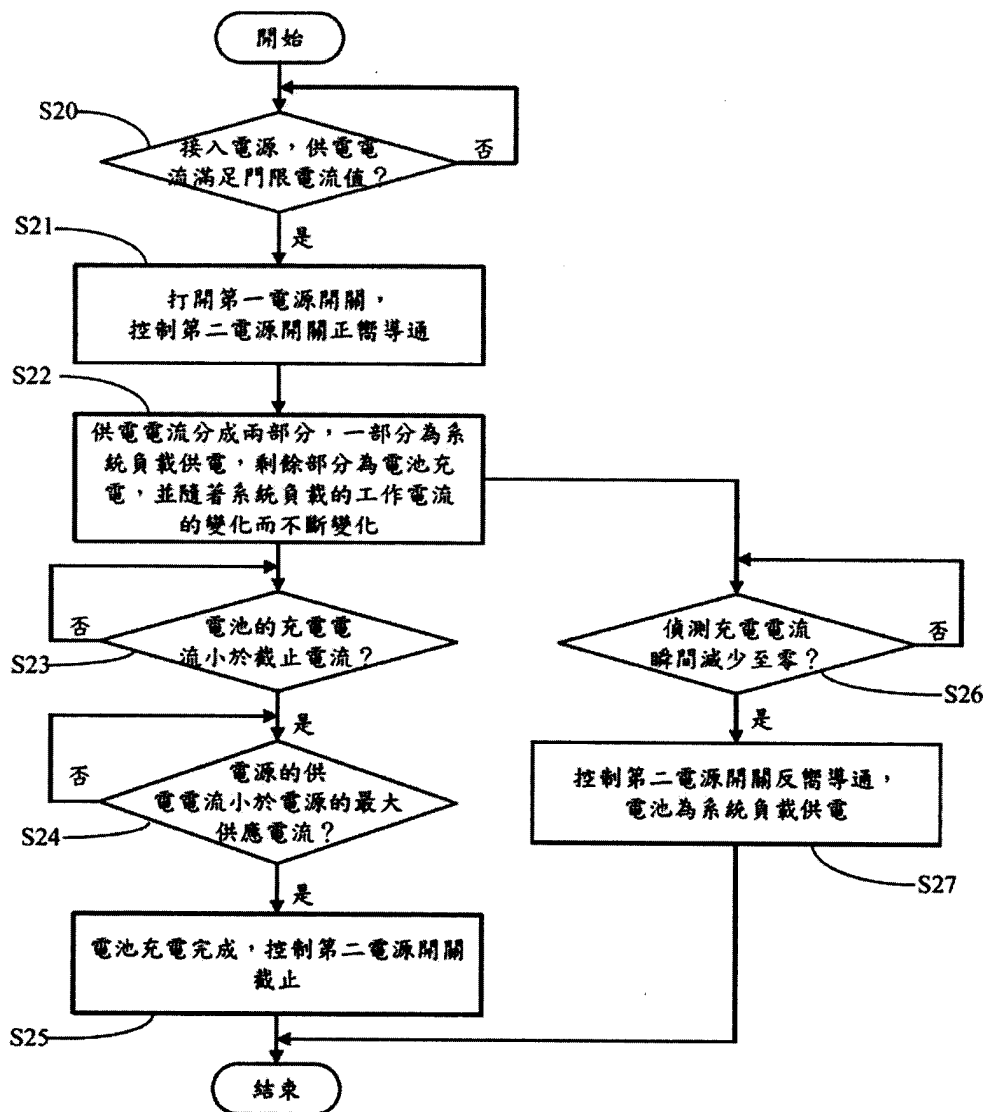 開始
S20
接入電源，供電電
流滿足門限電流值？
否
是
S21
打開第一電源開關，
控制第二電源開關正嚮導通
S22
供電電流分成兩部分，一部分為系
統負載供電，剩餘部分為電池充
電，並隨著系統負載的工作電流
的變化而不斷變化
否
電池的充電電
流小於截止電流？
S23
是
否
電源的供
電電流小於電源的最大
供應電流？
S24
是
電池充電完成，控制第二電源開關
截止
S25
偵測充電電流
瞬間減少至零？
否
S26
是
控制第二電源開關反嚮導通，
電池為系統負載供電
S27
結束